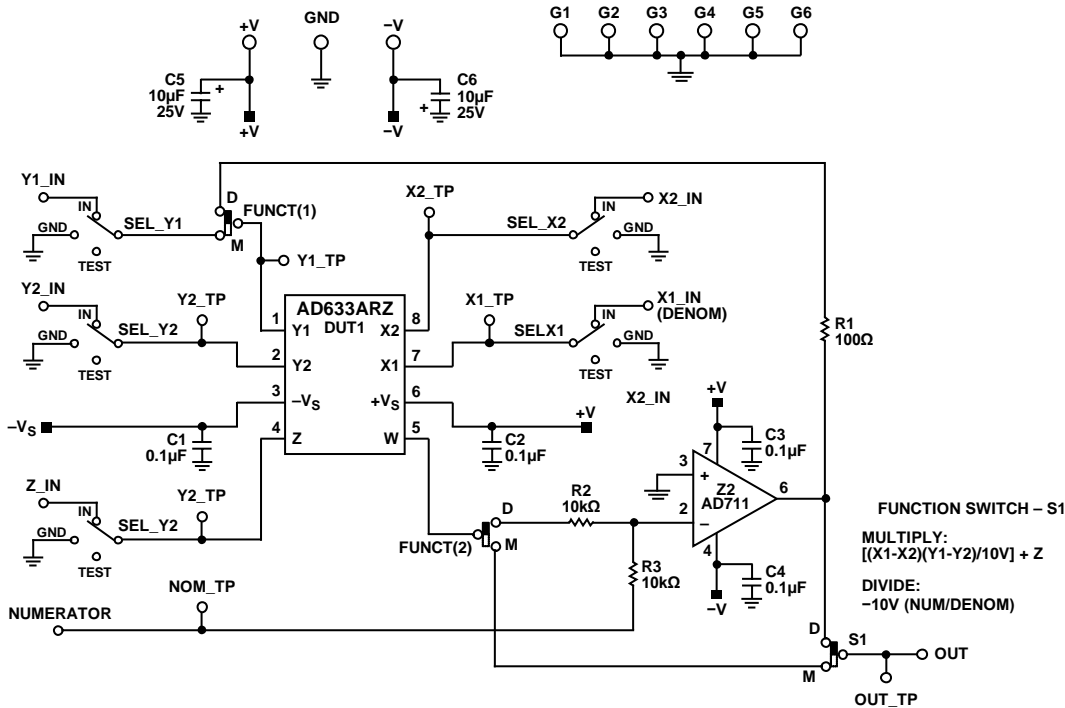 +V
GND
−V
G1 G2 G3 G4 G5 G6
C5
10µF
25V
+
+V
C6
10µF
25V
+
−V
Y1_IN
IN
GND
TEST
SEL_Y1
D
FUNCT(1)
M
Y1_TP
X2_TP
SEL_X2
X2_IN
IN
GND
TEST
Y2_IN
IN
GND
TEST
SEL_Y2
Y2_TP
AD633ARZ
DUT1
1 Y1
2 Y2
3 −VS
4 Z
X2 8
X1 7
+VS 6
W 5
X1_TP
SELX1
X1_IN
(DENOM)
IN
GND
TEST
R1
100Ω
X2_IN
−VS
C1
0.1µF
C2
0.1µF
+V
+V
C3
0.1µF
7
3
+
Z2
AD711
6
2
−
4
C4
0.1µF
−V
Z_IN
IN
GND
TEST
SEL_Y2
Y2_TP
D
FUNCT(2)
M
R2
10kΩ
R3
10kΩ
NOM_TP
NUMERATOR
FUNCTION SWITCH – S1
MULTIPLY:
[(X1-X2)(Y1-Y2)/10V] + Z
DIVIDE:
−10V (NUM/DENOM)
D
S1
M
OUT
OUT_TP